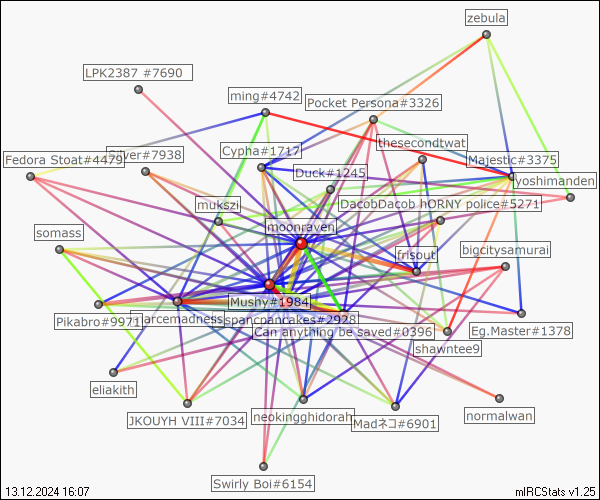 zebula
LPK2387 #7690
ming#4742
Pocket Persona#3326
thesecondtwat
Cypha#1717
Silver#7938
Fedora Stoat#4479
Majestic#3375
Duck#1245
yoshimanden
mukszi
DacobDacob hORNY police#5271
moonraven
somass
frisout
bigcitysamurai
Mushy#1984
Pikabro#9971
arcemadness
spancpancakes#2928
Can anything be saved#0396
Eg.Master#1378
shawntee9
eliakith
JKOUYH VIII#7034
neokingghidorah
Madネコ#6901
normalwan
Swirly Boi#6154
13.12.2024 16:07
mIRCStats v1.25